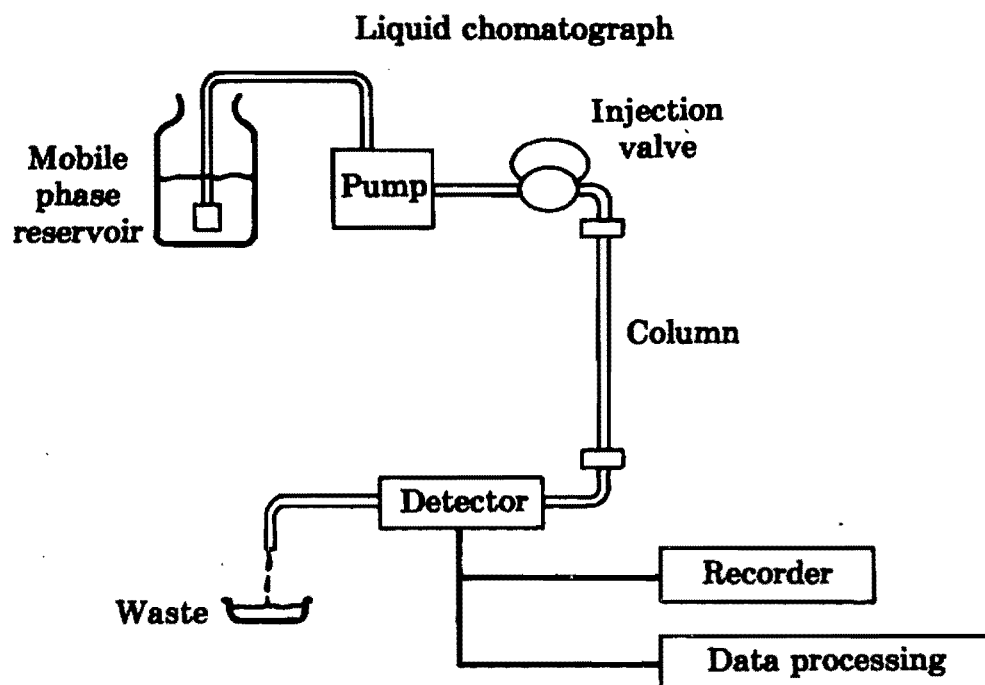 Liquid chomatograph
Injection
valve
Mobile
phase
reservoir
Pump
Column
Detector
Recorder
Waste
Data processing